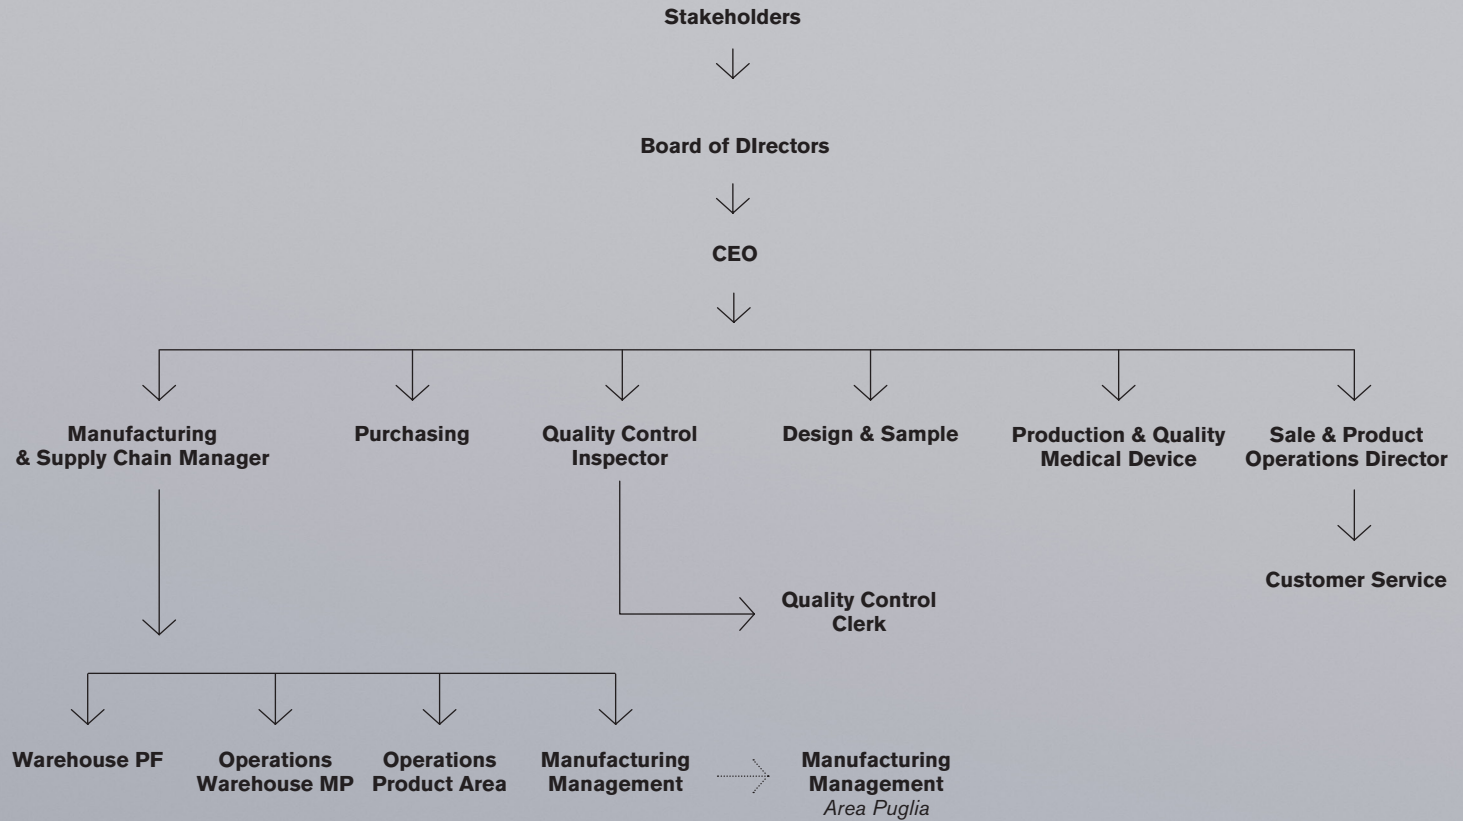 Stakeholders
Board of DIrectors
CEO
Manufacturing
& Supply Chain Manager
Purchasing
Quality Control
Inspector
Design & Sample
Production & Quality
Medical Device
Sale & Product
Operations Director
Customer Service
Quality Control
Clerk
Warehouse PF
Operations
Warehouse MP
Operations
Product Area
Manufacturing
Management
Manufacturing
Management
Area Puglia